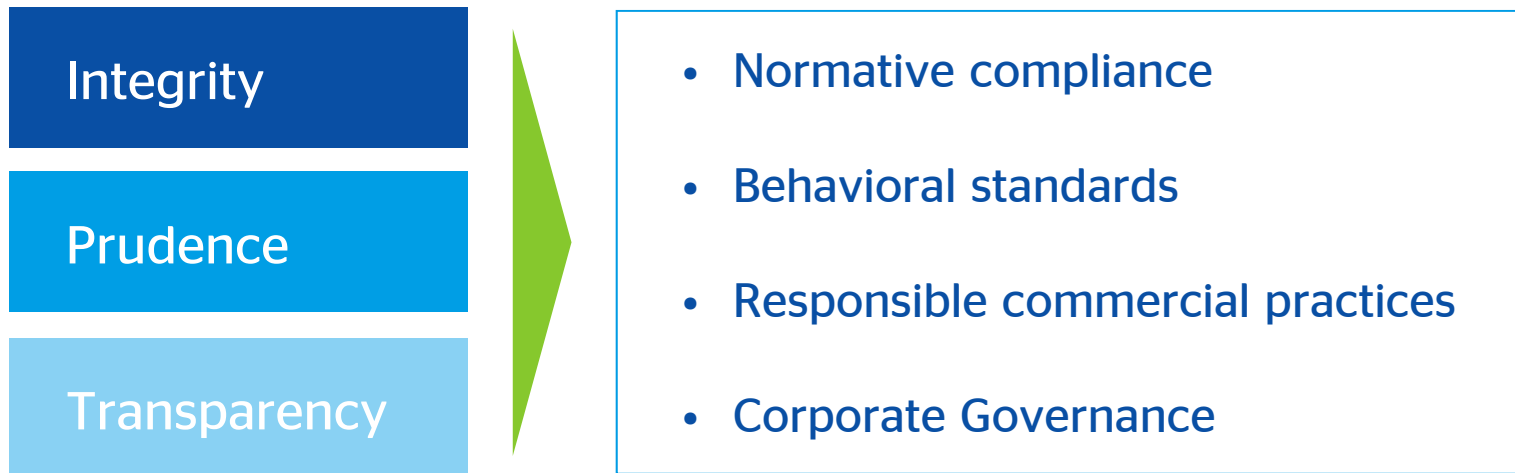 Integrity
Prudence
Transparency
• Normative compliance
• Behavioral standards
• Responsible commercial practices
• Corporate Governance